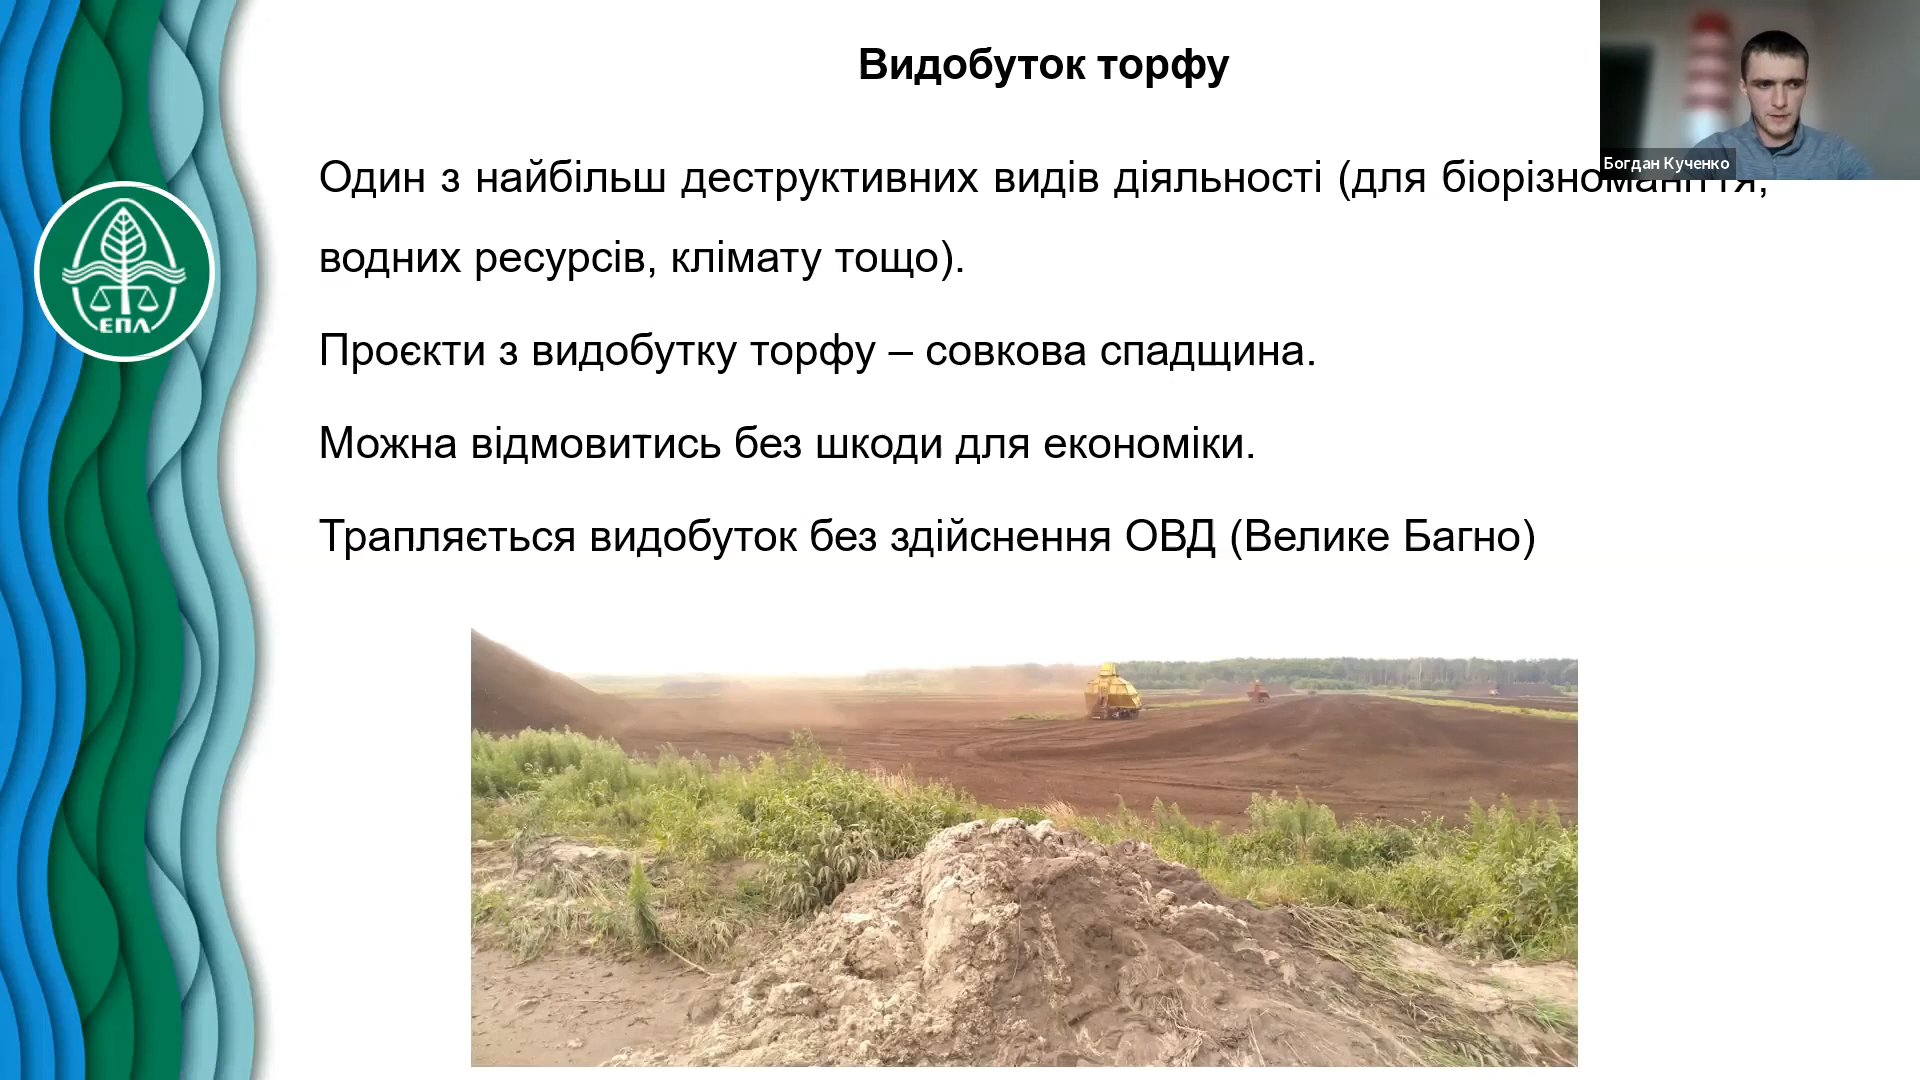 Видобуток торфу
Богдан Кученко
Один з найбільш деструктивних видів діяльності (для біорізноманіття,
водних ресурсів, клімату тощо).
ЕПЛ
Проєкти з видобутку торфу – совкова спадщина.
Можна відмовитись без шкоди для економіки.
Трапляється видобуток без здійснення ОВД (Велике Багно)